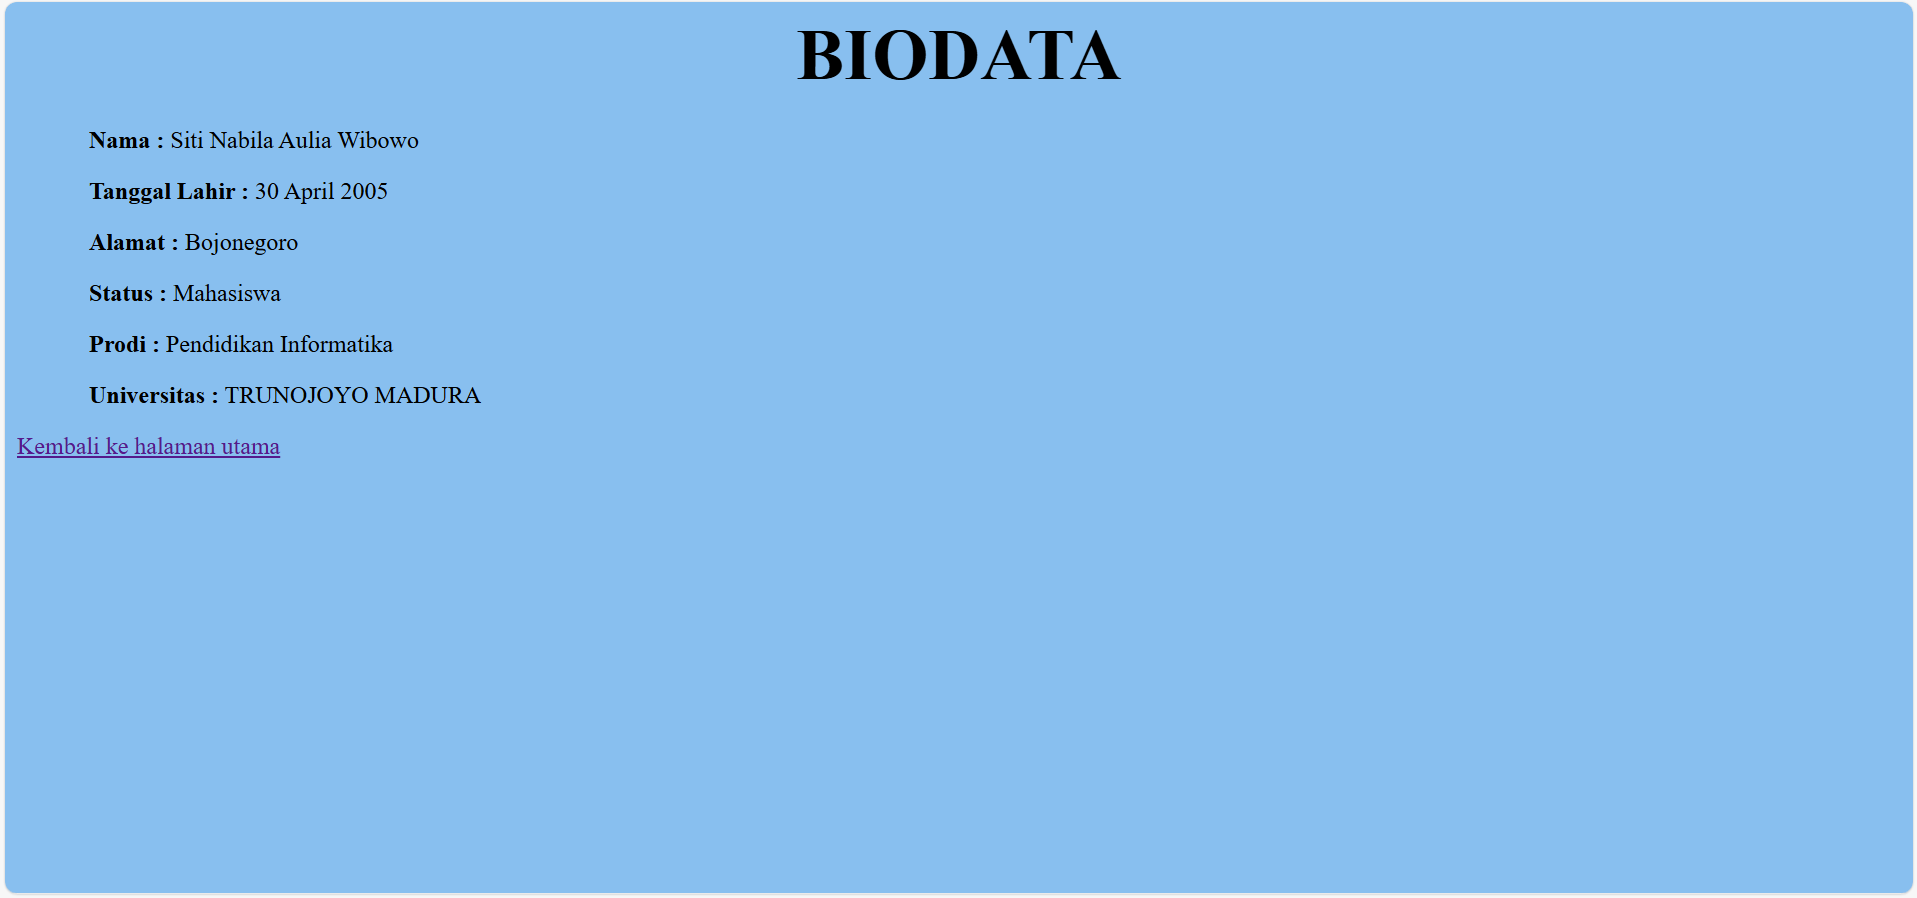 BIODATA
Nama : Siti Nabila Aulia Wibowo
Tanggal Lahir : 30 April 2005
Alamat : Bojonegoro
Status : Mahasiswa
Prodi : Pendidikan Informatika
Universitas : TRUNOJOYO MADURA
Kembali ke halaman utama